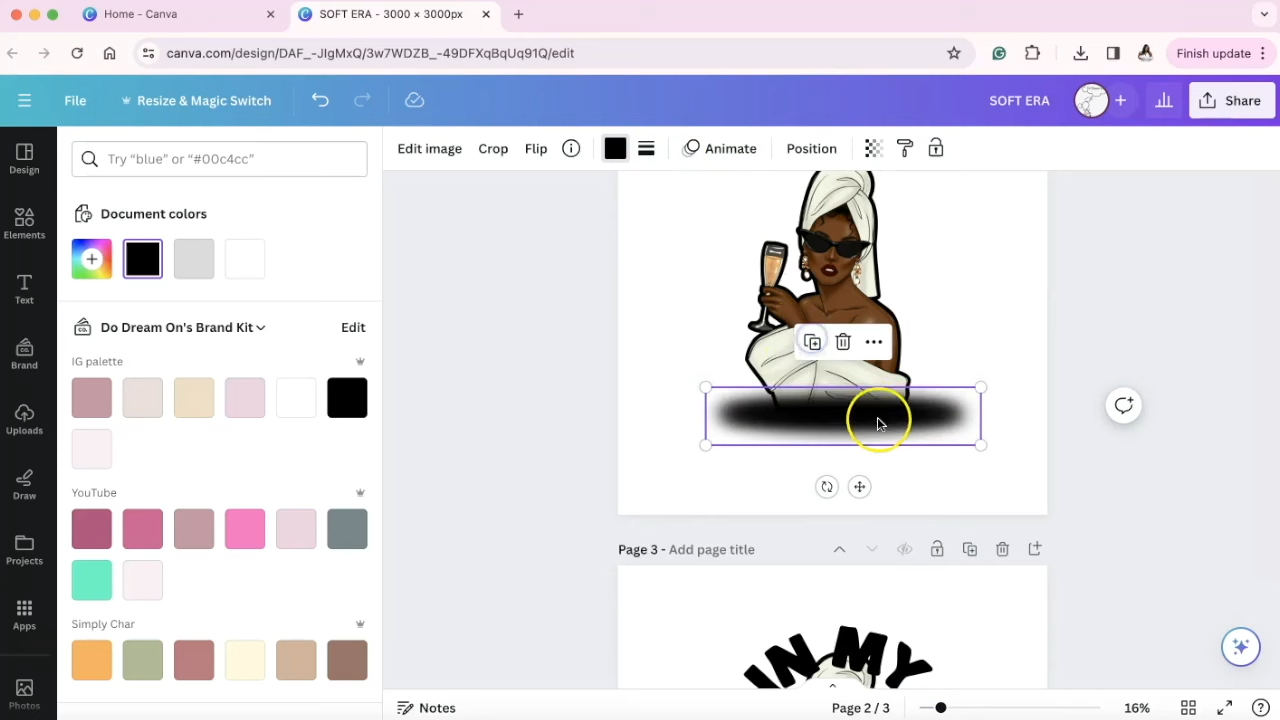 Home - Canva
SOFT ERA - 3000 × 3000px
canva.com/design/DAF_-JIgMxQ/3w7WDZB_-49DFXqBqUq91Q/edit
Finish update
File
Resize & Magic Switch
SOFT ERA
Share
Edit image
Crop
Flip
Animate
Position
Design
Elements
Text
Brand
Uploads
Draw
Projects
Apps
Photos
Try “blue” or “#00c4cc”
Document colors
Do Dream On's Brand Kit
Edit
IG palette
YouTube
Simply Char
Page 3 - Add page title
IN MY
Notes
Page 2 / 3
16%